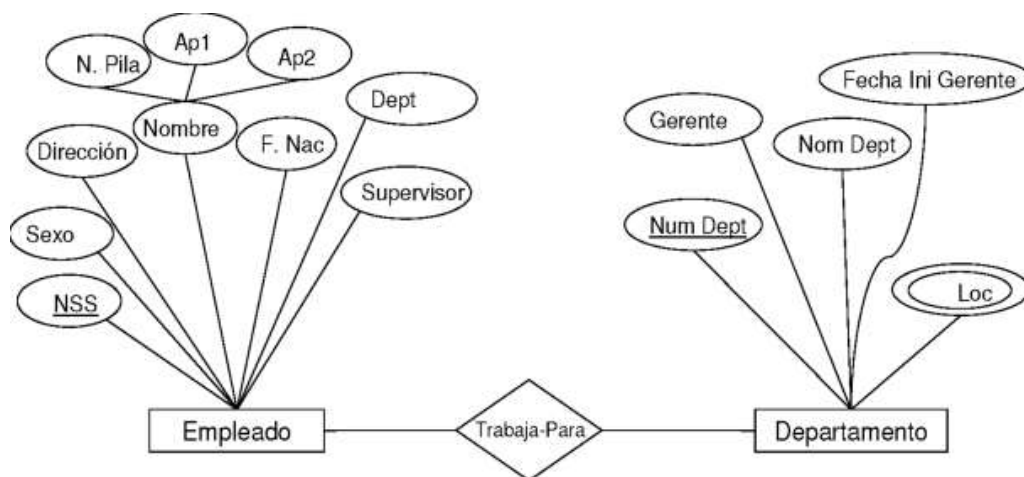 N. Pila
Ap1
Ap2
Nombre
Dirección
F. Nac
Dept
Supervisor
Sexo
NSS
Fecha Ini Gerente
Gerente
Nom Dept
Num Dept
Loc
Empleado
Trabaja-Para
Departamento